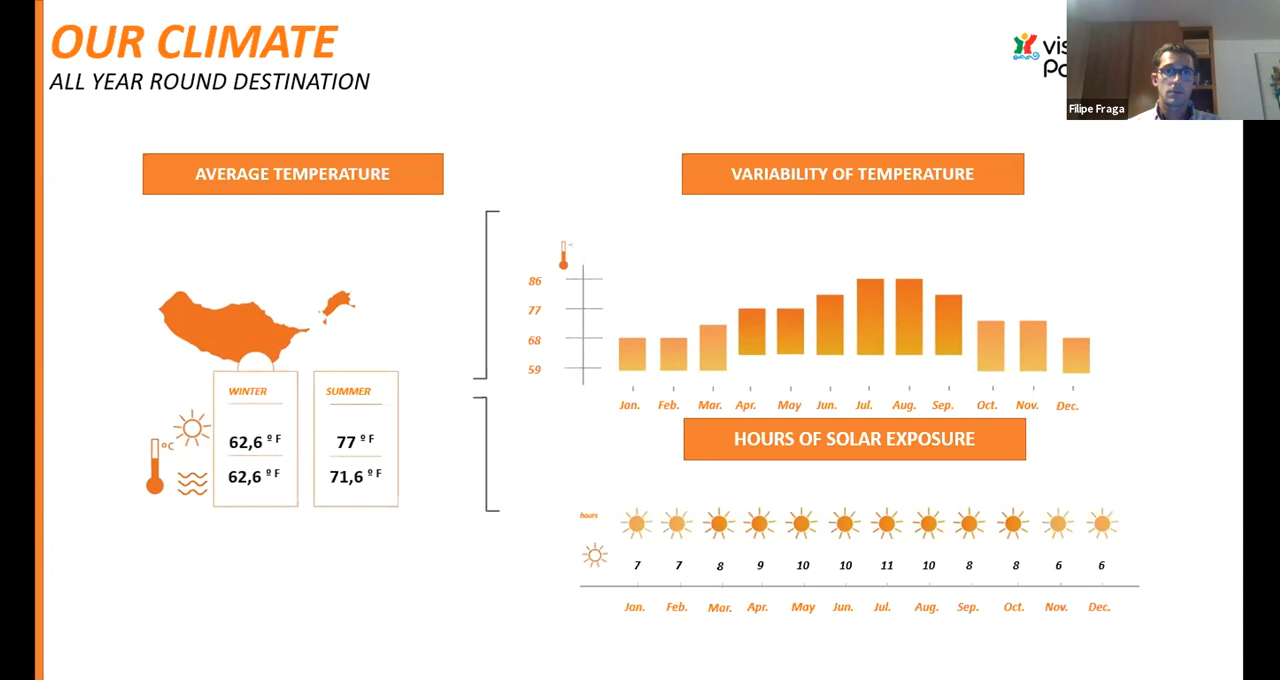 OUR CLIMATE
ALL YEAR ROUND DESTINATION
Filipe Fraga
AVERAGE TEMPERATURE
WINTER
SUMMER
ºC
62,6 º F
77 º F
62,6 º F
71,6 º F
VARIABILITY OF TEMPERATURE
86
77
68
59
Jan. Feb. Mar. Apr. May Jun. Jul. Aug. Sep. Oct. Nov. Dec.
HOURS OF SOLAR EXPOSURE
hours
7 7 8 9 10 10 11 10 8 8 6 6
Jan. Feb. Mar. Apr. May Jun. Jul. Aug. Sep. Oct. Nov. Dec.